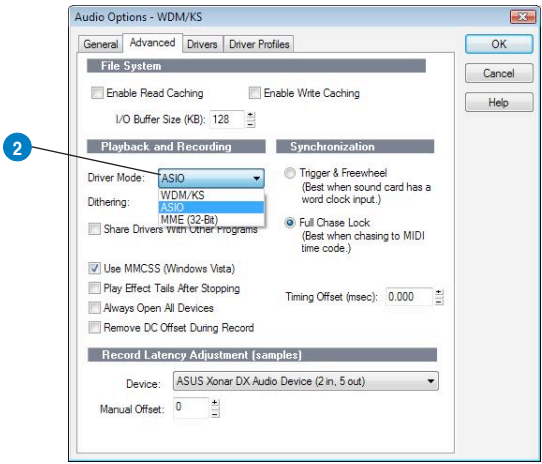 Audio Options - WDM/KS
General Advanced Drivers Driver Profiles
OK
Cancel
Help
File System
Enable Read Caching
Enable Write Caching
I/O Buffer Size (KB): 128
2
Playback and Recording
Driver Mode: ASIO
WDM/KS
ASIO
MME (32-Bit)
Dithering:
Share Drivers With Other Programs
Use MMCSS (Windows Vista)
Play Effect Tails After Stopping
Always Open All Devices
Remove DC Offset During Record
Synchronization
Trigger & Freewheel
(Best when sound card has a
word clock input.)
Full Chase Lock
(Best when chasing to MIDI
time code.)
Timing Offset (msec): 0.000
Record Latency Adjustment (samples)
Device: ASUS Xonar DX Audio Device (2 in, 5 out)
Manual Offset: 0